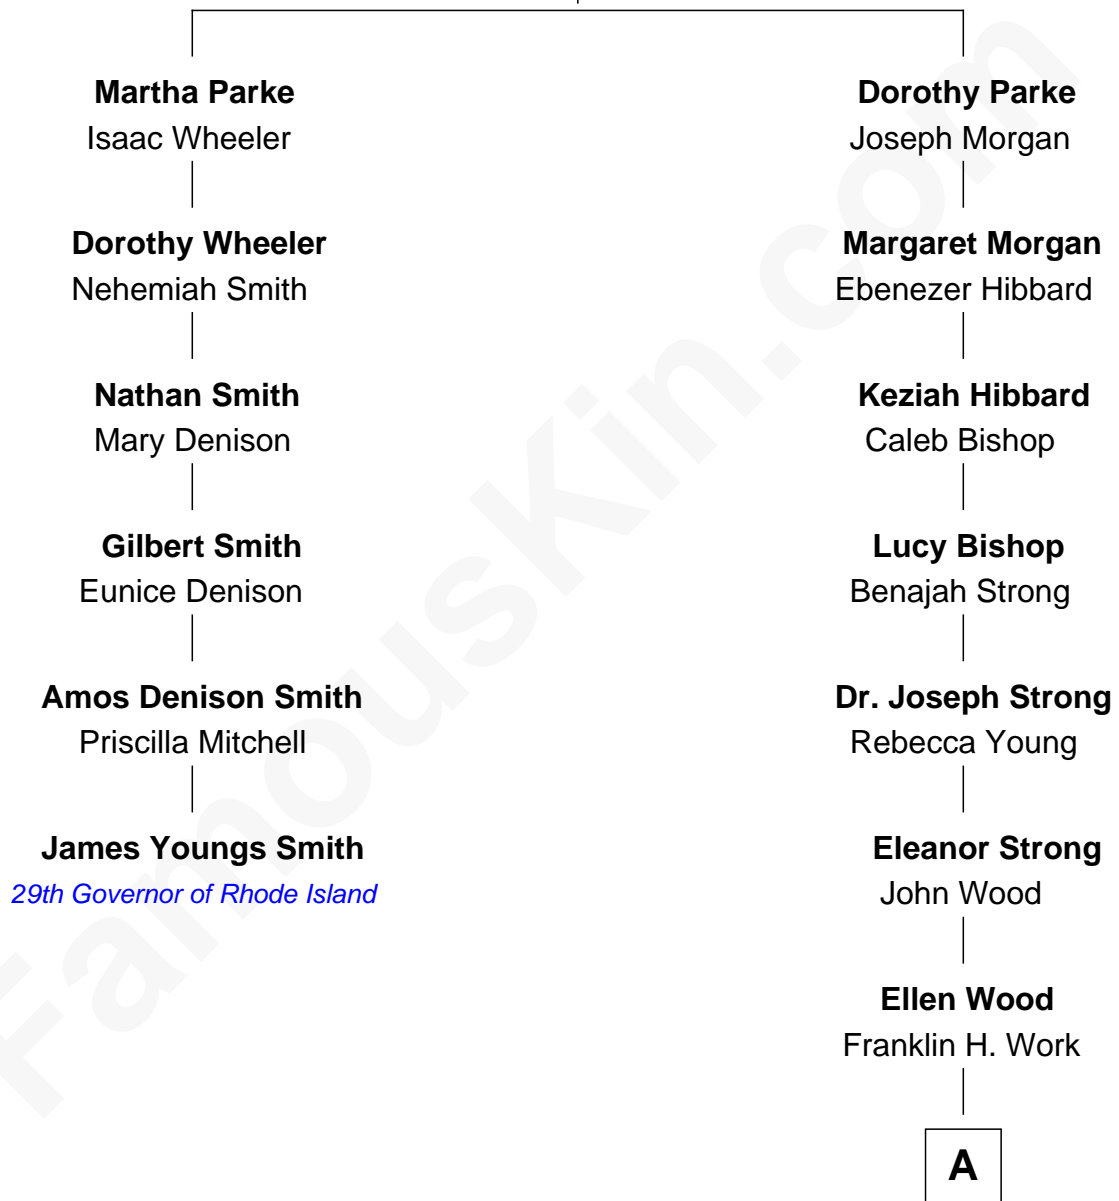 Martha Parke
Isaac Wheeler
Dorothy Wheeler
Nehemiah Smith
Nathan Smith
Mary Denison
Gilbert Smith
Eunice Denison
Amos Denison Smith
Priscilla Mitchell
James Youngs Smith
29th Governor of Rhode Island
Dorothy Parke
Joseph Morgan
Margaret Morgan
Ebenezer Hibbard
Keziah Hibbard
Caleb Bishop
Lucy Bishop
Benajah Strong
Dr. Joseph Strong
Rebecca Young
Eleanor Strong
John Wood
Ellen Wood
Franklin H. Work
A
FamousKin.com